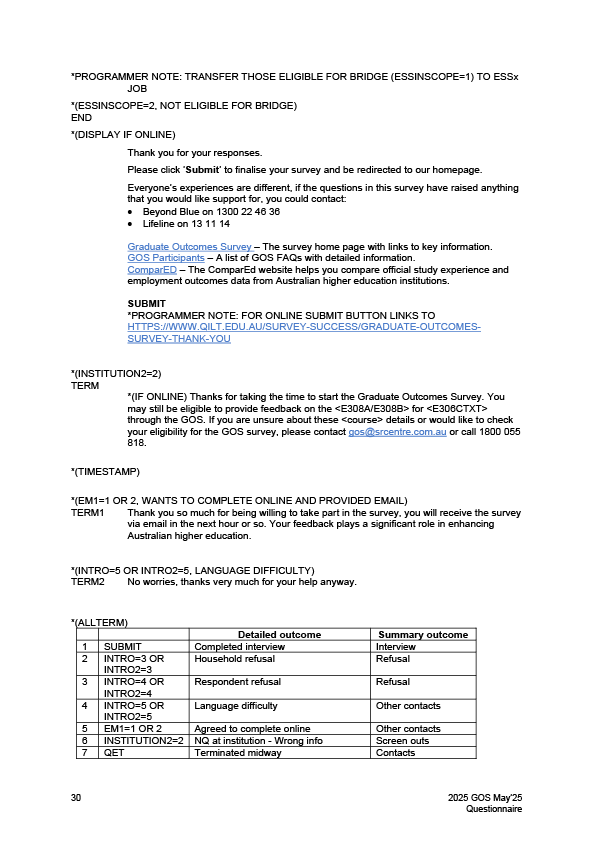 *PROGRAMMER NOTE: TRANSFER THOSE ELIGIBLE FOR BRIDGE (ESSINSCOPE=1) TO ESSx
JOB
*(ESSINSCOPE=2, NOT ELIGIBLE FOR BRIDGE)
END
*(DISPLAY IF ONLINE)
Thank you for your responses.
Please click 'Submit' to finalise your survey and be redirected to our homepage.
Everyone's experiences are different, if the questions in this survey have raised anything
that you would like support for, you could contact:
• Beyond Blue on 1300 22 46 36
• Lifeline on 13 11 14
Graduate Outcomes Survey – The survey home page with links to key information.
GOS Participants – A list of GOS FAQs with detailed information.
ComparED – The ComparED website helps you compare official study experience and
employment outcomes data from Australian higher education institutions.
SUBMIT
*PROGRAMMER NOTE: FOR ONLINE SUBMIT BUTTON LINKS TO
HTTPS://WWW.QILT.EDU.AU/SURVEY-SUCCESS/GRADUATE-OUTCOMES-
SURVEY-THANK-YOU
*(INSTITUTION2=2)
TERM
*(IF ONLINE) Thanks for taking the time to start the Graduate Outcomes Survey. You
may still be eligible to provide feedback on the <E308A/E308B> for <E306CTXT>
through the GOS. If you are unsure about these <course> details or would like to check
your eligibility for the GOS survey, please contact gos@srcentre.com.au or call 1800 055
818.
*(TIMESTAMP)
*(EM1=1 OR 2, WANTS TO COMPLETE ONLINE AND PROVIDED EMAIL)
TERM1 Thank you so much for being willing to take part in the survey, you will receive the survey
via email in the next hour or so. Your feedback plays a significant role in enhancing
Australian higher education.
*(INTRO=5 OR INTRO2=5, LANGUAGE DIFFICULTY)
TERM2 No worries, thanks very much for your help anyway.
*(ALLTERM)
Detailed outcome Summary outcome
1 SUBMIT Completed interview Interview
2 INTRO=3 OR Household refusal Refusal
INTRO2=3
3 INTRO=4 OR Respondent refusal Refusal
INTRO2=4
4 INTRO=5 OR Language difficulty Other contacts
INTRO2=5
5 EM1=1 OR 2 Agreed to complete online Other contacts
6 INSTITUTION2=2 NQ at institution - Wrong info Screen outs
7 QET Terminated midway Contacts
30 2025 GOS May'25
Questionnaire